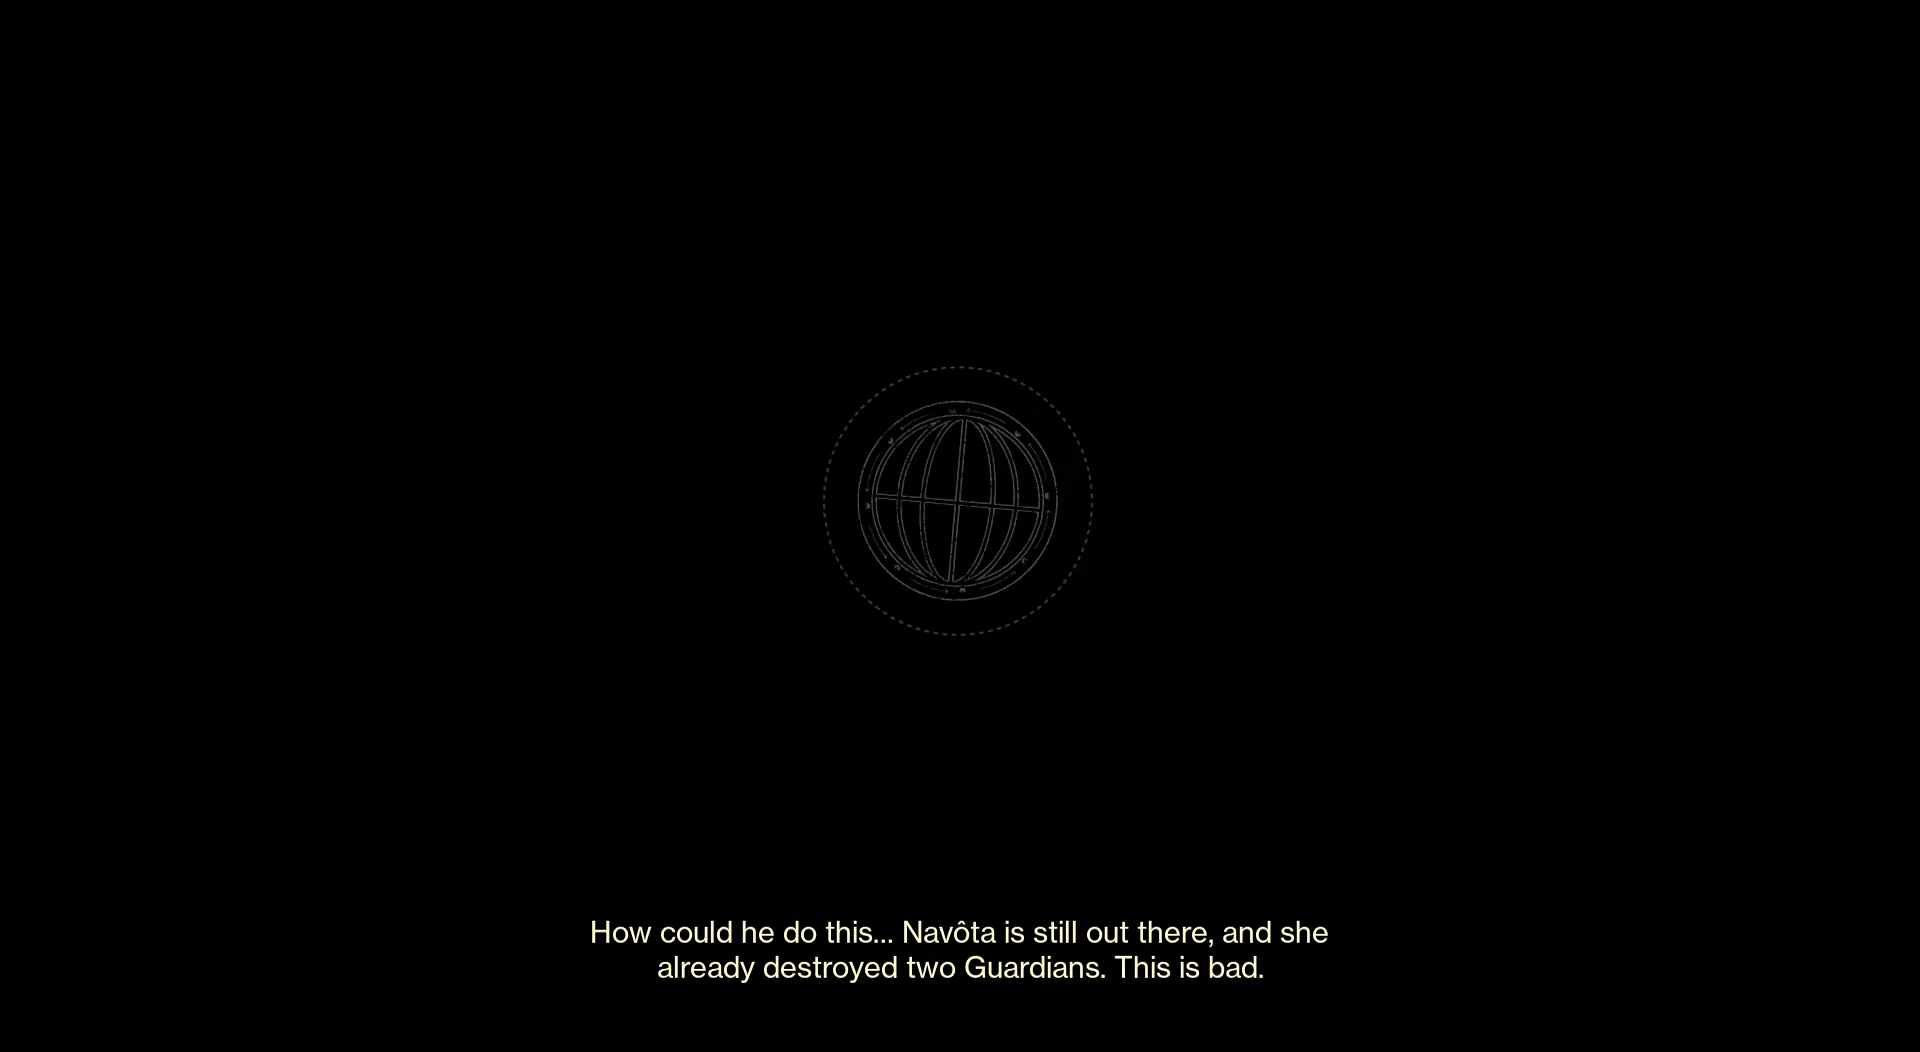 How could he do this... Navôta is still out there, and she
already destroyed two Guardians. This is bad.